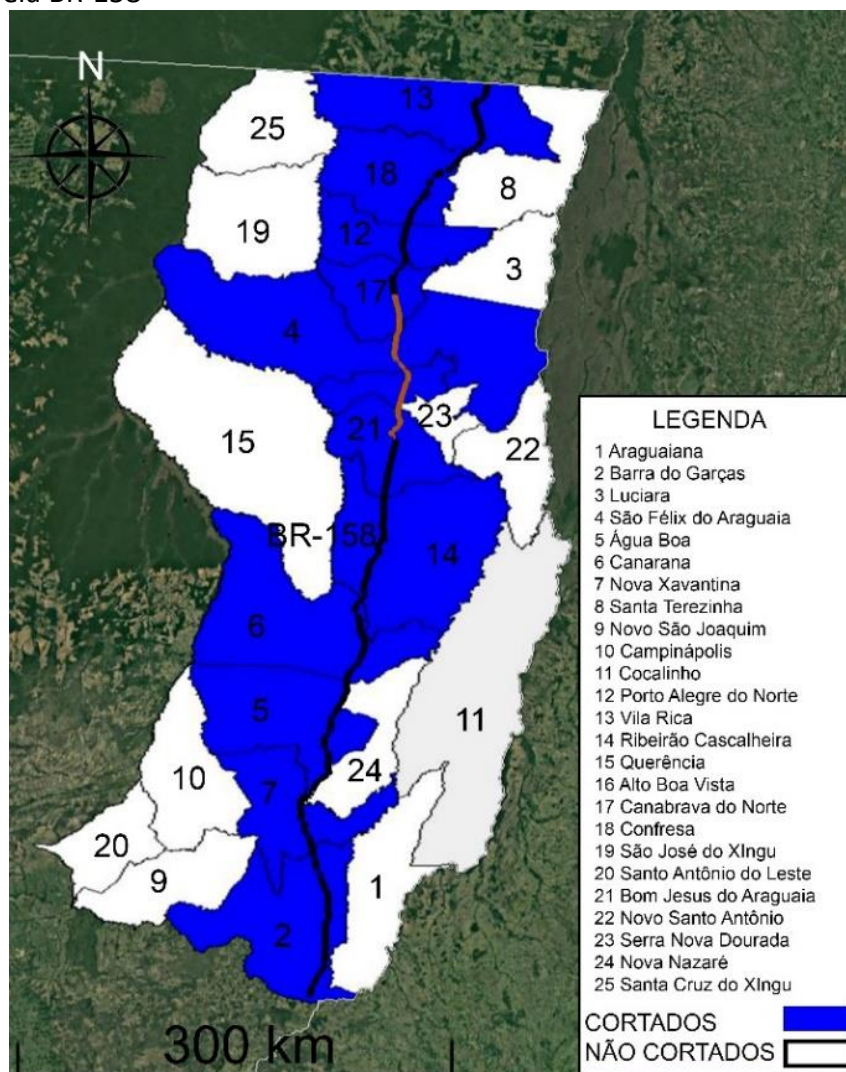 N
13
25
18
8
19
12
3
17
4
23
21
15
22
BR-158
14
6
5
11
10
24
7
20
9
1
2
300 km
LEGENDA
1 Araguaiana
2 Barra do Garças
3 Luciara
4 São Félix do Araguaia
5 Água Boa
6 Canarana
7 Nova Xavantina
8 Santa Terezinha
9 Novo São Joaquim
10 Campinápolis
11 Cocalinho
12 Porto Alegre do Norte
13 Vila Rica
14 Ribeirão Cascalheira
15 Querência
16 Alto Boa Vista
17 Canabrava do Norte
18 Confresa
19 São José do XIngu
20 Santo Antônio do Leste
21 Bom Jesus do Araguaia
22 Novo Santo Antônio
23 Serra Nova Dourada
24 Nova Nazaré
25 Santa Cruz do XIngu
CORTADOS
NÃO CORTADOS